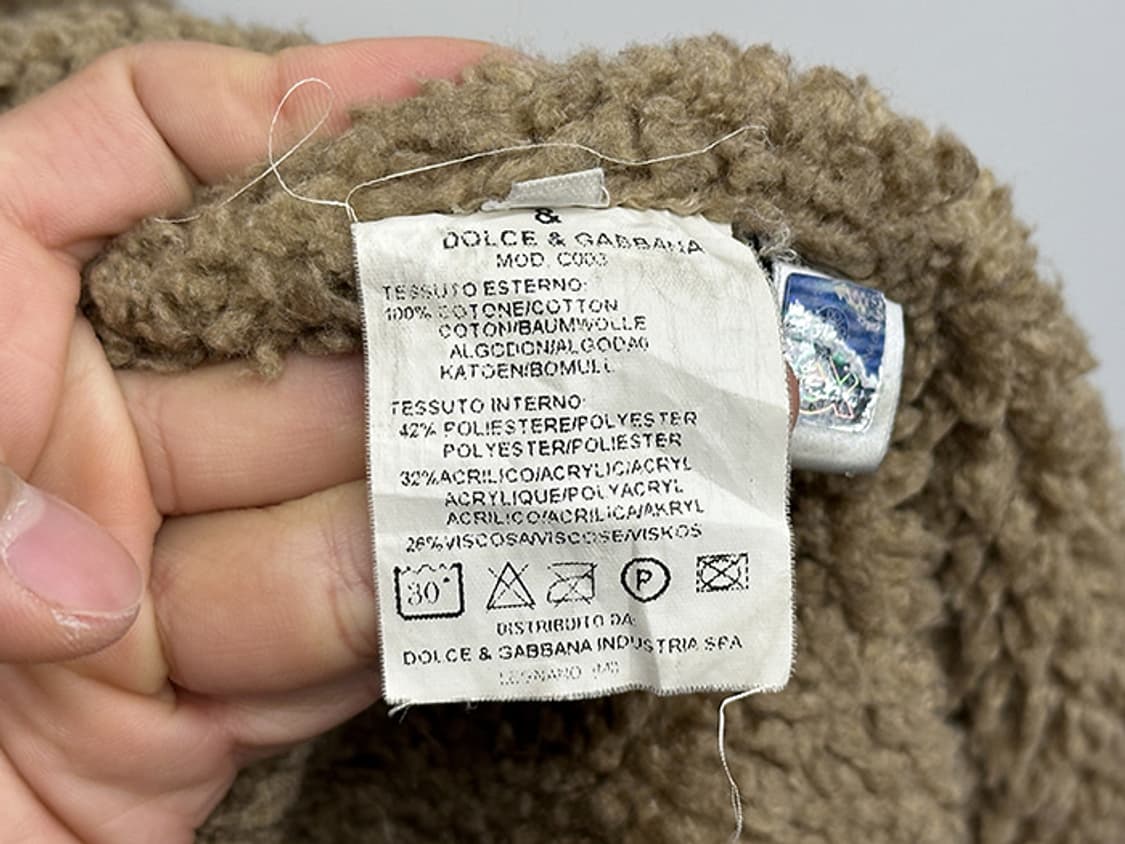 &
DOLCE & GABBANA
MOD. C003
TESSUTO ESTERNO:
100% COTONE/COTTON
COTON/BAUMWOLLE
ALGODON/ALGODAO
KATOEN/BOMULL
TESSUTO INTERNO:
42% POLIESTERE/POLYESTER
POLYESTER/POLIESTER
32%ACRILICO/ACRYLIC/ACRYL
ACRYLIQUE/POLYACRYL
ACRILICO/ACRILICA/AKRYL
26%VISCOSA/VISCOSE/VISKOS
30° P
DISTRIBUITO DA:
DOLCE & GABBANA INDUSTRIA SPA
LEGNANO (MI)